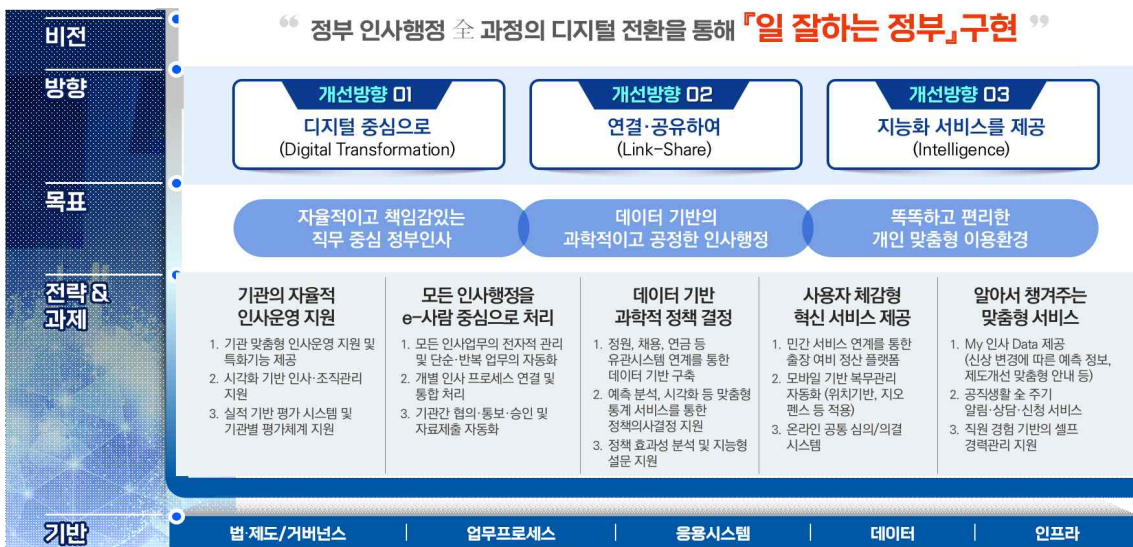 비전
“ 정부 인사행정 全 과정의 디지털 전환을 통해 『일 잘하는 정부』구현 ”
방향
개선방향 01
디지털 중심으로
(Digital Transformation)
개선방향 02
연결·공유하여
(Link-Share)
개선방향 03
지능화 서비스를 제공
(Intelligence)
목표
자율적이고 책임감있는
직무 중심 정부인사
데이터 기반의
과학적이고 공정한 인사행정
똑똑하고 편리한
개인 맞춤형 이용환경
전략 &
과제
기관의 자율적
인사운영 지원
1. 기관 맞춤형 인사운영 지원 및
특화기능 제공
2. 시각화 기반 인사·조직관리
지원
3. 실적 기반 평가 시스템 및
기관별 평가체계 지원
모든 인사행정을
e-사람 중심으로 처리
1. 모든 인사업무의 전자적 관리
및 단순·반복 업무의 자동화
2. 개별 인사 프로세스 연결 및
통합 처리
3. 기관간 협의·통보·승인 및
자료제출 자동화
데이터 기반
과학적 정책 결정
1. 정원, 채용, 연금 등
유관시스템 연계를 통한
데이터 기반 구축
2. 예측 분석, 시각화 등 맞춤형
통계 서비스를 통한
정책의사결정 지원
3. 정책 효과성 분석 및 지능형
설문 지원
사용자 체감형
혁신 서비스 제공
1. 민간 서비스 연계를 통한
출장 여비 정산 플랫폼
2. 모바일 기반 복무관리
자동화 (위치기반, 지오
펜스 등 적용)
3. 온라인 공통 심의/의결
시스템
알아서 챙겨주는
맞춤형 서비스
1. My 인사 Data 제공
(신상 변경에 따른 예측 정보,
제도개선 맞춤형 안내 등)
2. 공직생활 全 주기
알림·상담·신청 서비스
3. 직원 경험 기반의 셀프
경력관리 지원
기반
법·제도/거버넌스
업무프로세스
응용시스템
데이터
인프라